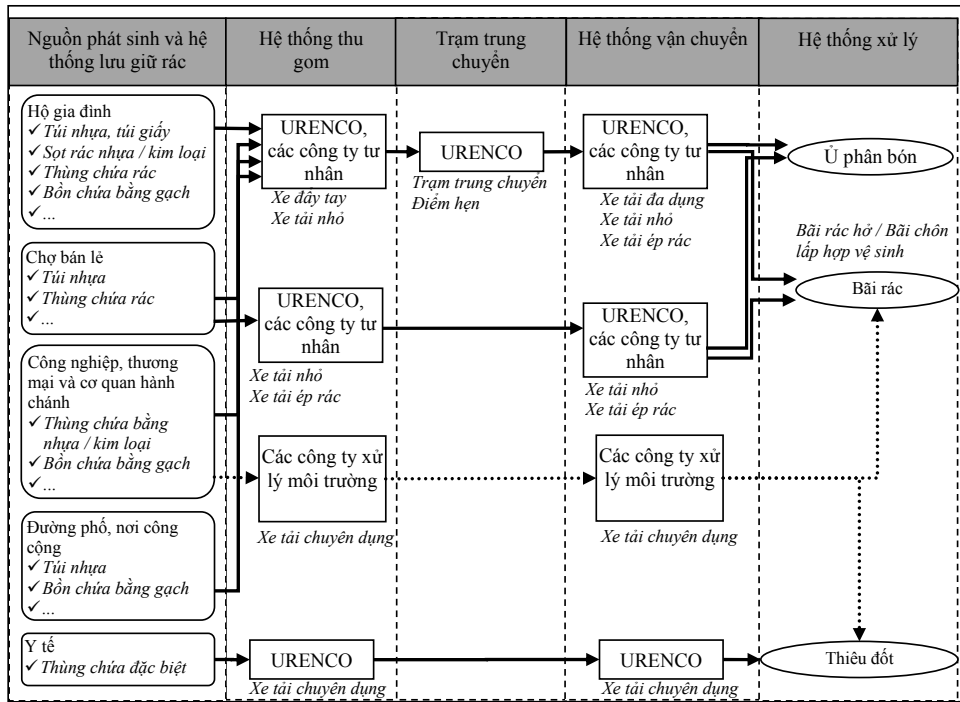 Nguồn phát sinh và hệ
thống lưu giữ rác
Hệ thống thu
gom
Trạm trung
chuyển
Hệ thống vận chuyển
Hệ thống xử lý
Hộ gia đình
✓ Túi nhựa, túi giấy
✓ Sọt rác nhựa / kim loại
✓ Thùng chứa rác
✓ Bồn chứa bằng gạch
✓ ...
URENCO,
các công ty tư
nhân
Xe đẩy tay
Xe tải nhỏ
URENCO
Trạm trung chuyển
Điểm hẹn
URENCO,
các công ty tư
nhân
Xe tải đa dụng
Xe tải nhỏ
Xe tải ép rác
Ủ phân bón
Bãi rác hở / Bãi chôn
lấp hợp vệ sinh
Bãi rác
Chợ bán lẻ
✓ Túi nhựa
✓ Thùng chứa rác
✓ ...
URENCO,
các công ty tư
nhân
Xe tải nhỏ
Xe tải ép rác
URENCO,
các công ty tư
nhân
Xe tải nhỏ
Xe tải ép rác
Công nghiệp, thương
mại và cơ quan hành
chánh
✓ Thùng chứa bằng
nhựa / kim loại
✓ Bồn chứa bằng gạch
✓ ...
Các công ty xử
lý môi trường
Xe tải chuyên dụng
Các công ty xử
lý môi trường
Xe tải chuyên dụng
Đường phố, nơi công
cộng
✓ Túi nhựa
✓ Bồn chứa bằng gạch
✓ ...
Y tế
✓ Thùng chứa đặc biệt
URENCO
Xe tải chuyên dụng
URENCO
Xe tải chuyên dụng
Thiêu đốt